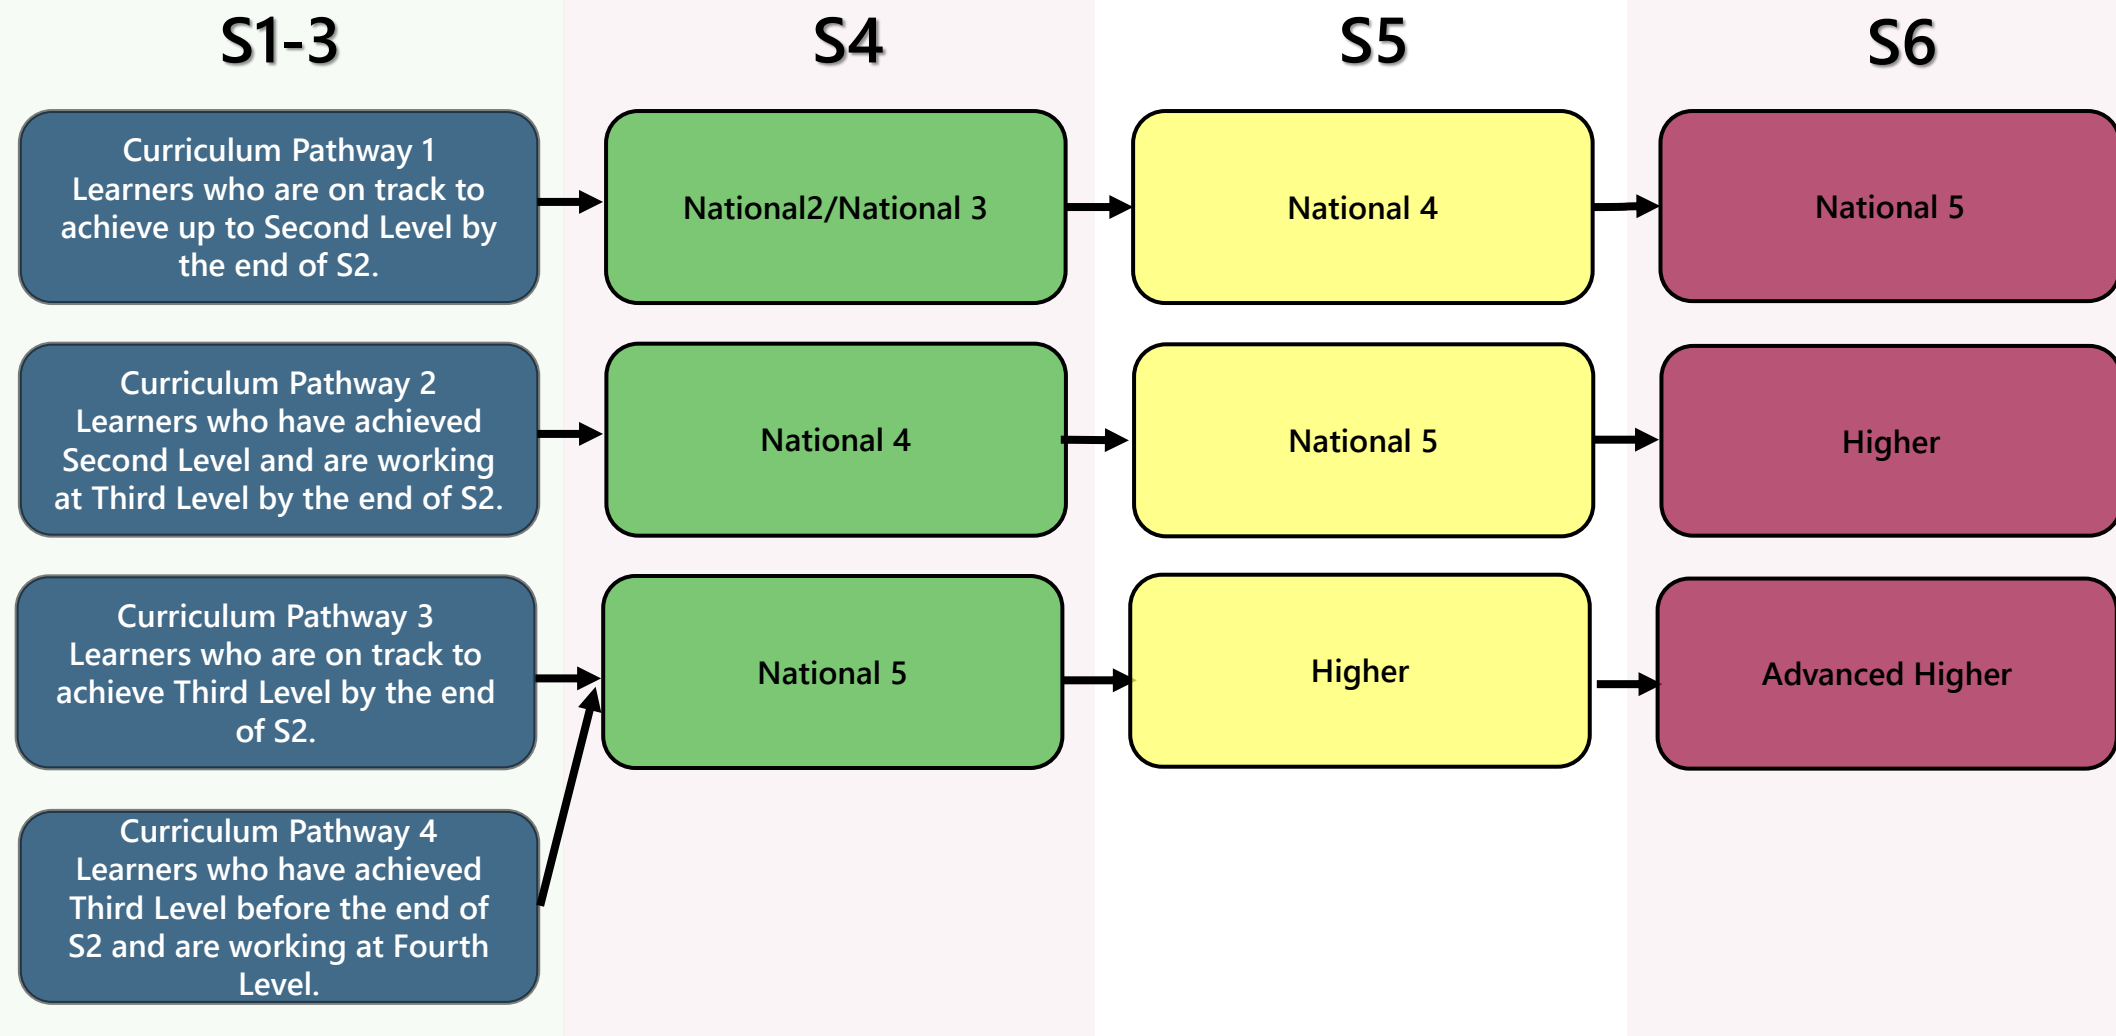 S1-3
S4
S5
S6
Curriculum Pathway 1
Learners who are on track to
achieve up to Second Level by
the end of S2.
National2/National 3
National 4
National 5
Curriculum Pathway 2
Learners who have achieved
Second Level and are working
at Third Level by the end of S2.
National 4
National 5
Higher
Curriculum Pathway 3
Learners who are on track to
achieve Third Level by the end
of S2.
National 5
Higher
Advanced Higher
Curriculum Pathway 4
Learners who have achieved
Third Level before the end of
S2 and are working at Fourth
Level.